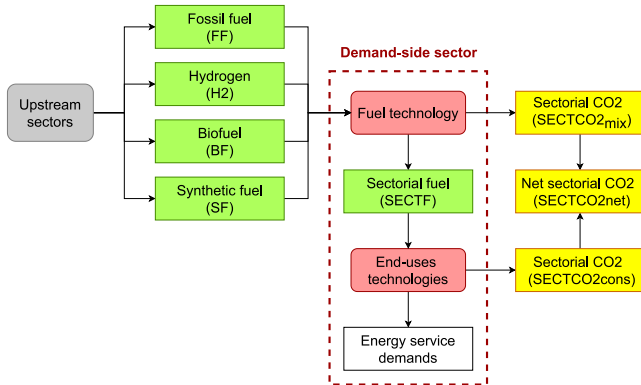 Fossil fuel
(FF)
Demand-side sector
Hydrogen
(H2)
Upstream
sectors
Fuel technology
Sectorial CO2
(SECTCO2mix)
Biofuel
(BF)
Synthetic fuel
(SF)
Sectorial fuel
(SECTF)
Net sectorial CO2
(SECTCO2net)
End-uses
technologies
Sectorial CO2
(SECTCO2cons)
Energy service
demands